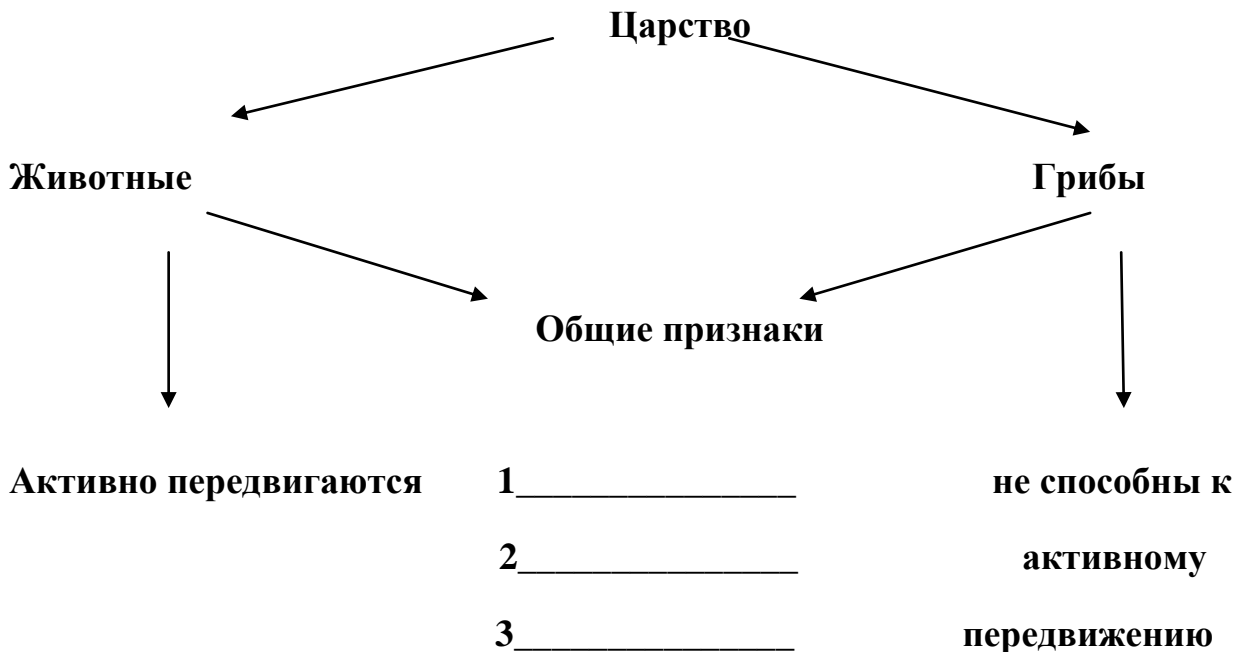 Царство
Животные Грибы
Общие признаки
Активно передвигаются 1_______________ не способны к
2_______________ активному
3_______________ передвижению